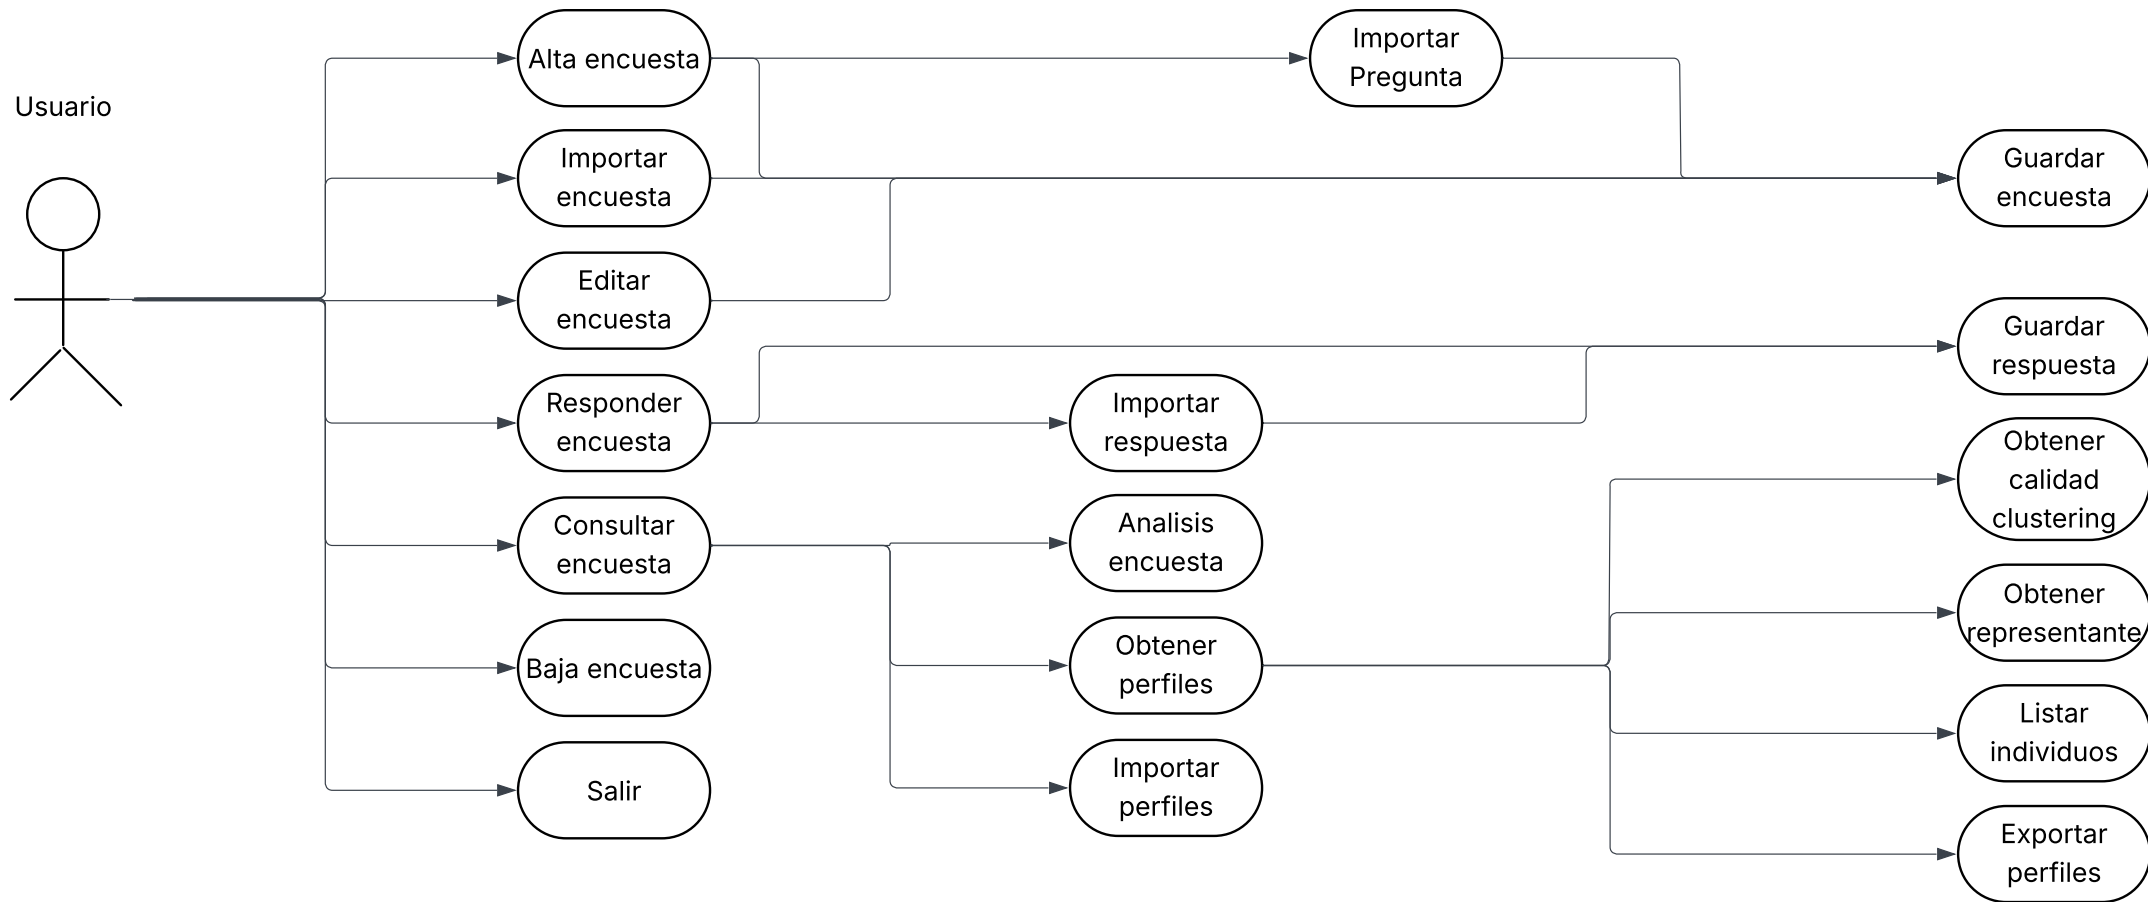 Usuario
Alta encuesta
Importar
Pregunta
Importar
encuesta
Guardar
encuesta
Editar
encuesta
Guardar
respuesta
Responder
encuesta
Importar
respuesta
Obtener
calidad
clustering
Consultar
encuesta
Analisis
encuesta
Obtener
representante
Baja encuesta
Obtener
perfiles
Listar
individuos
Salir
Importar
perfiles
Exportar
perfiles